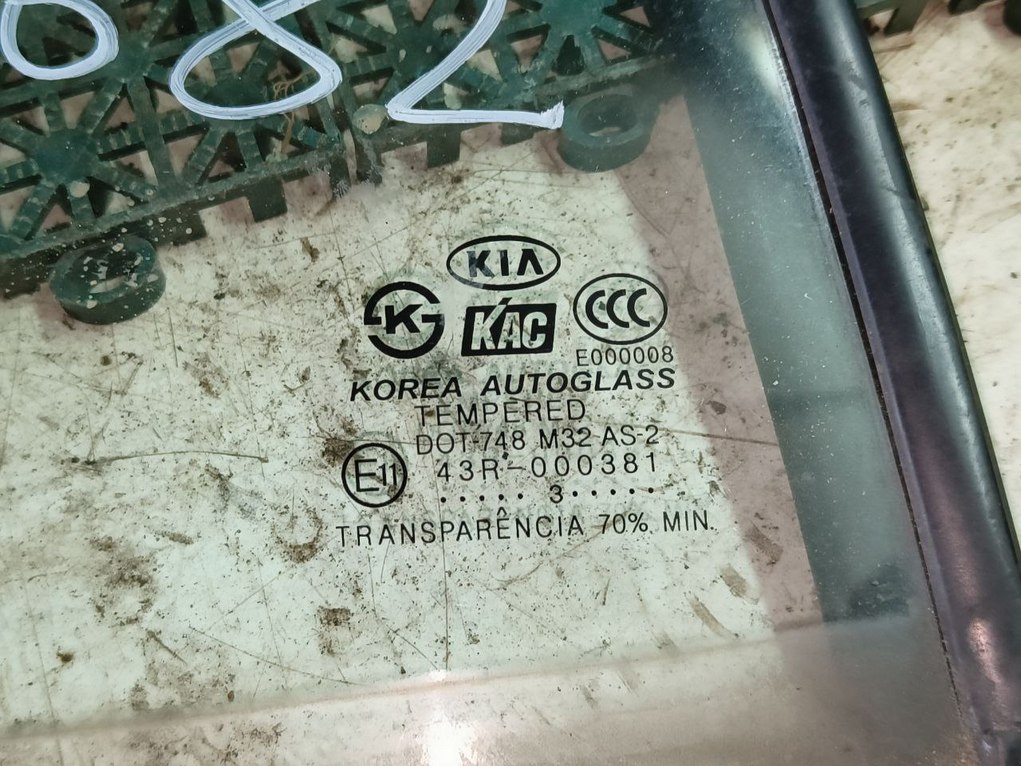 82
KIA
K
KAC
CCC
E000008
KOREA AUTOGLASS
TEMPERED
DOT-748 M32 AS-2
E11
43R-000381
····· 3 ·····
TRANSPARÊNCIA 70% MIN.